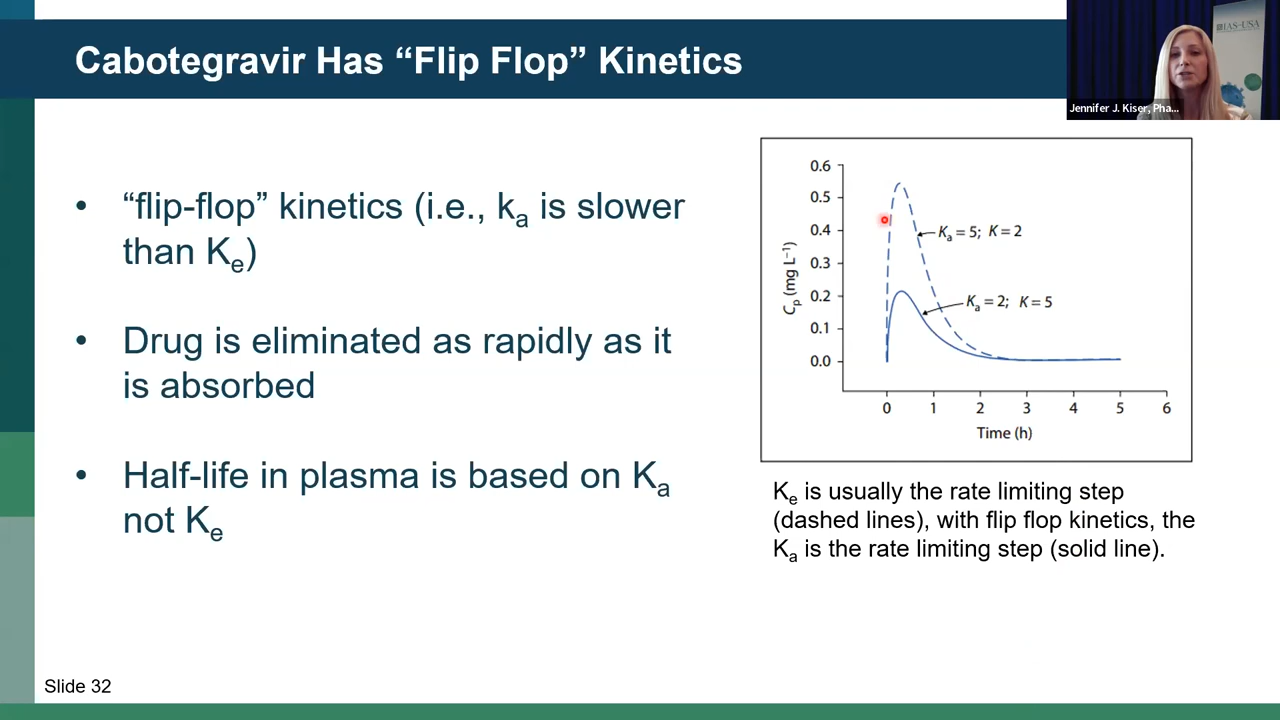 Cabotegravir Has “Flip Flop” Kinetics
IAS-USA
Jennifer J. Kiser, Pha...
• “flip-flop” kinetics (i.e., ka is slower
than Ke)
• Drug is eliminated as rapidly as it
is absorbed
• Half-life in plasma is based on Ka
not Ke
0.6
0.5
0.4
0.3
0.2
0.1
0.0
Cp (mg L⁻¹)
Ka = 5; K = 2
Ka = 2; K = 5
0 1 2 3 4 5 6
Time (h)
Ke is usually the rate limiting step
(dashed lines), with flip flop kinetics, the
Ka is the rate limiting step (solid line).
Slide 32